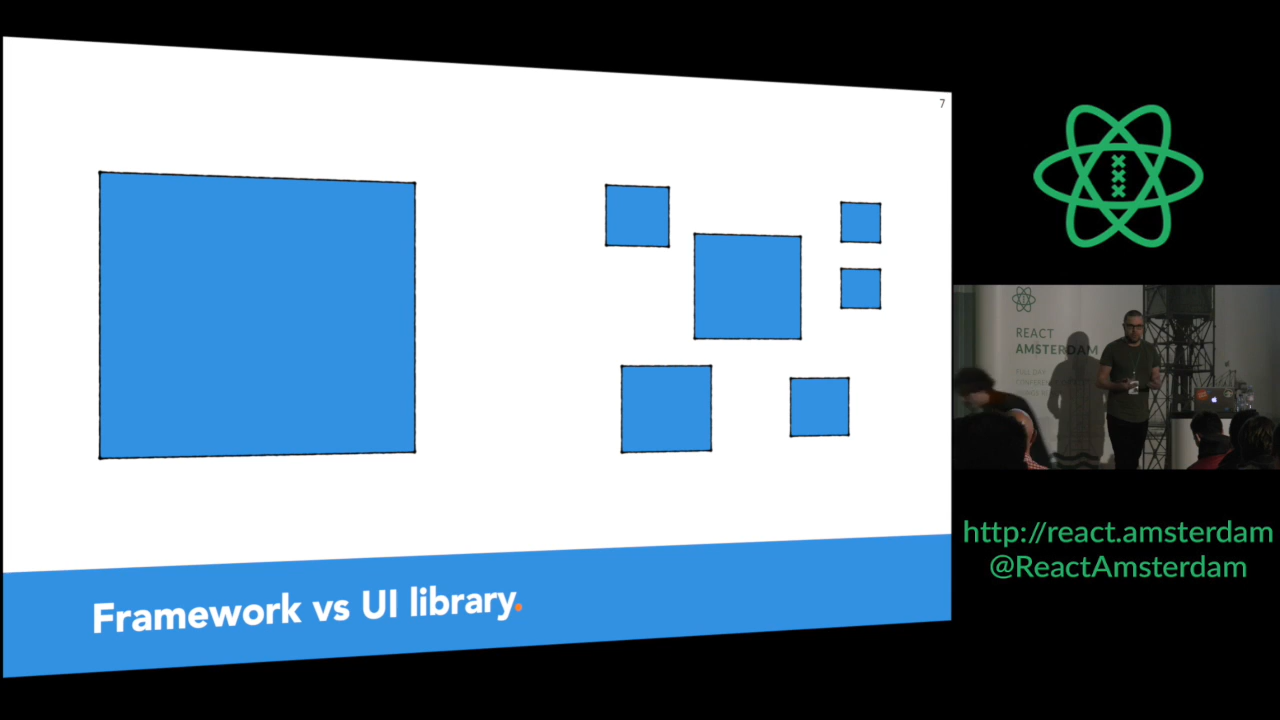 7
Framework vs UI library.
REACT
AMSTERDAM
http://react.amsterdam
@ReactAmsterdam